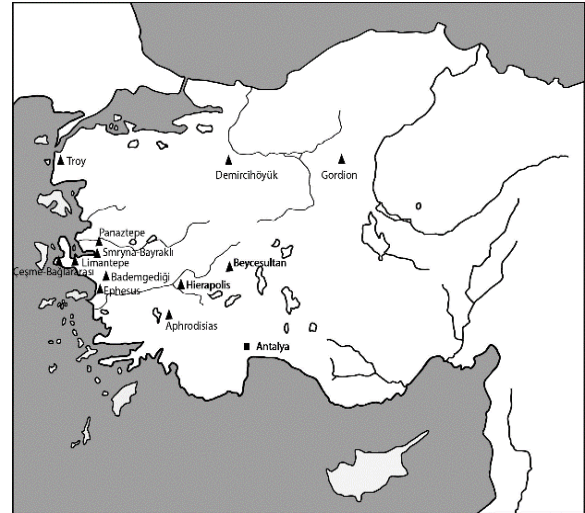 Troy
Demircihöyük
Gordion
Panaztepe
Smryna-Bayraklı
Limantepe
Beycesultan
Çeşme-Bağlararası
Bademgediği
Ephesus
Hierapolis
Aphrodisias
Antalya